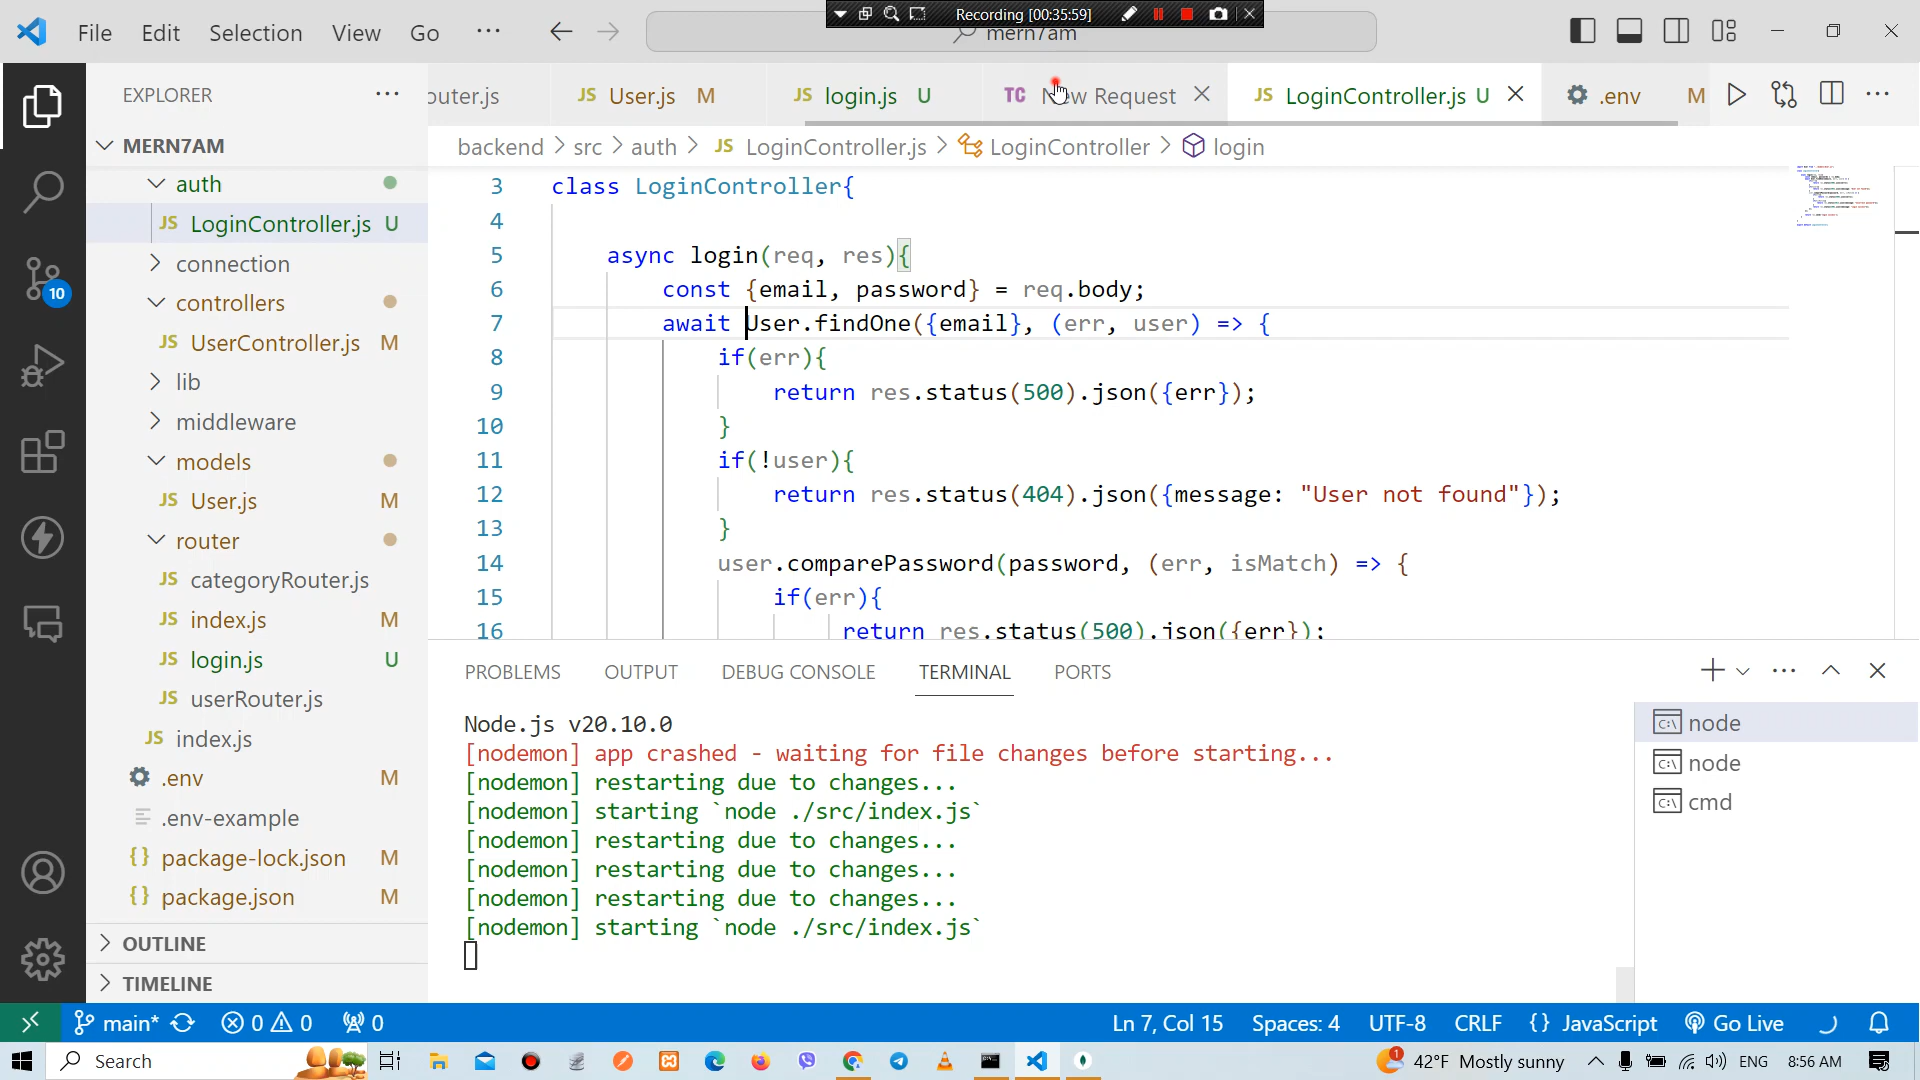 File Edit Selection View Go ···
Recording [00:35:59]
mern7am
EXPLORER
outer.js
JS User.js M
JS login.js U
TC New Request
JS LoginController.js U
.env M
MERN7AM
auth
JS LoginController.js U
connection
controllers
JS UserController.js M
lib
middleware
models
JS User.js M
router
JS categoryRouter.js
JS index.js M
JS login.js U
JS userRouter.js
JS index.js
.env M
.env-example
{} package-lock.json M
{} package.json M
OUTLINE
TIMELINE
10
backend > src > auth > JS LoginController.js > LoginController > login
3 class LoginController{
4
5 async login(req, res){
6 const {email, password} = req.body;
7 await User.findOne({email}, (err, user) => {
8 if(err){
9 return res.status(500).json({err});
10 }
11 if(!user){
12 return res.status(404).json({message: "User not found"});
13 }
14 user.comparePassword(password, (err, isMatch) => {
15 if(err){
16 return res.status(500).json({err});
PROBLEMS OUTPUT DEBUG CONSOLE TERMINAL PORTS
Node.js v20.10.0
[nodemon] app crashed - waiting for file changes before starting...
[nodemon] restarting due to changes...
[nodemon] starting `node ./src/index.js`
[nodemon] restarting due to changes...
[nodemon] restarting due to changes...
[nodemon] restarting due to changes...
[nodemon] starting `node ./src/index.js`
node
node
cmd
main* 0 0 0
Ln 7, Col 15 Spaces: 4 UTF-8 CRLF {} JavaScript Go Live
Search
1 42°F Mostly sunny ENG 8:56 AM